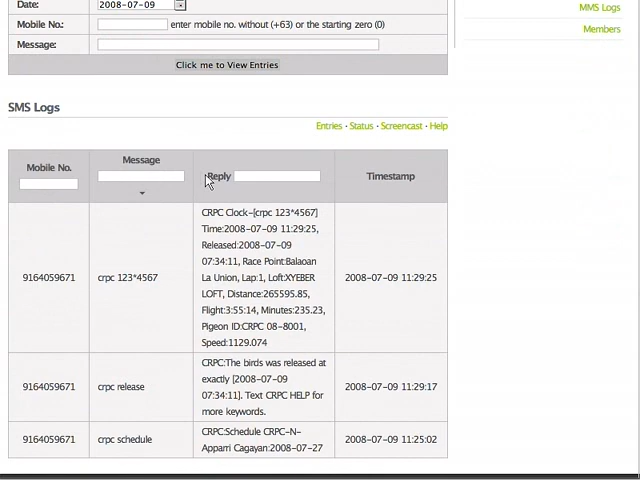 Date: 2008-07-09
MMS Logs
Mobile No.: enter mobile no. without (+63) or the starting zero (0)
Members
Message:
Click me to View Entries
SMS Logs
Entries · Status · Screencast · Help
Mobile No.
Message
Reply
Timestamp
9164059671
crpc 123*4567
CRPC Clock-[crpc 123*4567]
Time:2008-07-09 11:29:25,
Released:2008-07-09
07:34:11, Race Point:Balaoan
La Union, Lap:1, Loft:XYEBER
LOFT, Distance:265595.85,
Flight:3:55:14, Minutes:235.23,
Pigeon ID:CRPC 08-8001,
Speed:1129.074
2008-07-09 11:29:25
9164059671
crpc release
CRPC:The birds was released at
exactly [2008-07-09
07:34:11]. Text CRPC HELP for
more keywords.
2008-07-09 11:29:17
9164059671
crpc schedule
CRPC:Schedule CRPC-N-
Apparri Cagayan:2008-07-27
2008-07-09 11:25:02